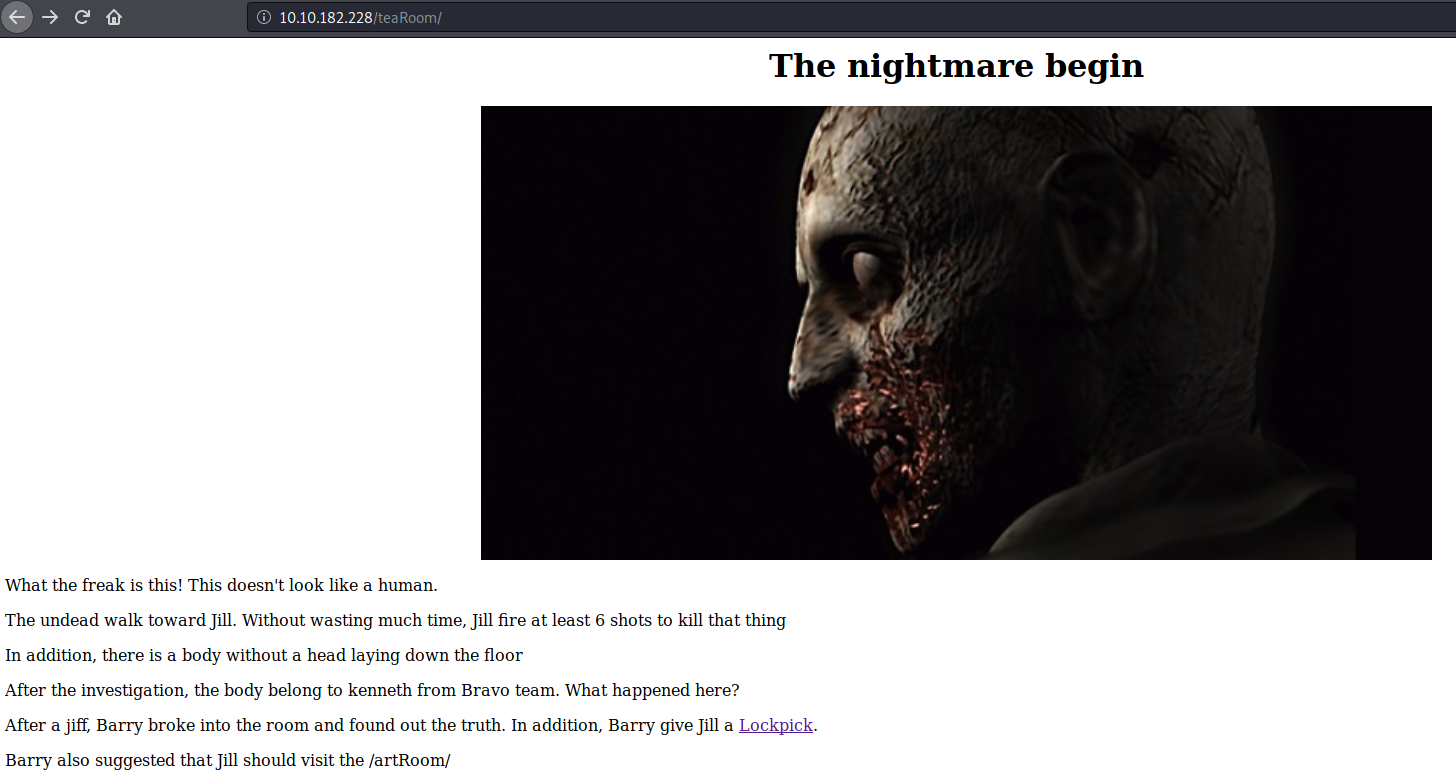 10.10.182.228/teaRoom/
The nightmare begin
What the freak is this! This doesn't look like a human.
The undead walk toward Jill. Without wasting much time, Jill fire at least 6 shots to kill that thing
In addition, there is a body without a head laying down the floor
After the investigation, the body belong to kenneth from Bravo team. What happened here?
After a jiff, Barry broke into the room and found out the truth. In addition, Barry give Jill a Lockpick.
Barry also suggested that Jill should visit the /artRoom/